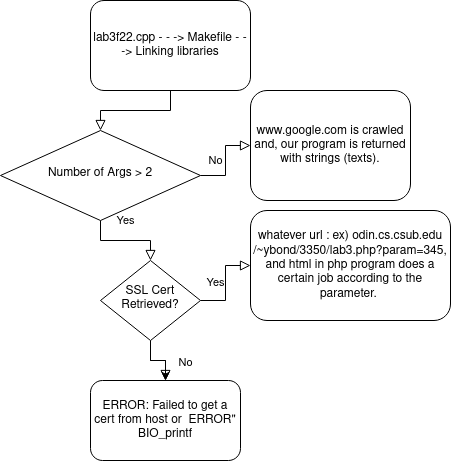 lab3f22.cpp - - -> Makefile - -
-> Linking libraries
Number of Args > 2
No
www.google.com is crawled
and, our program is returned
with strings (texts).
Yes
whatever url : ex) odin.cs.csub.edu
/~ybond/3350/lab3.php?param=345,
and html in php program does a
certain job according to the
parameter.
SSL Cert
Retrieved?
Yes
No
ERROR: Failed to get a
cert from host or  ERROR"
BIO_printf